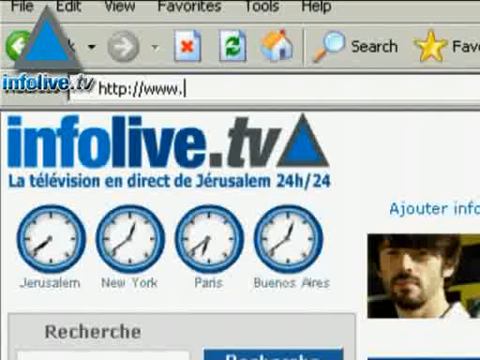 File Edit View Favorites Tools Help
Search
infolive.tv
http://www.
infolive.tv
La télévision en direct de Jérusalem 24h/24
Ajouter info
Jerusalem New York Paris Buenos Aires
Recherche
Recherche